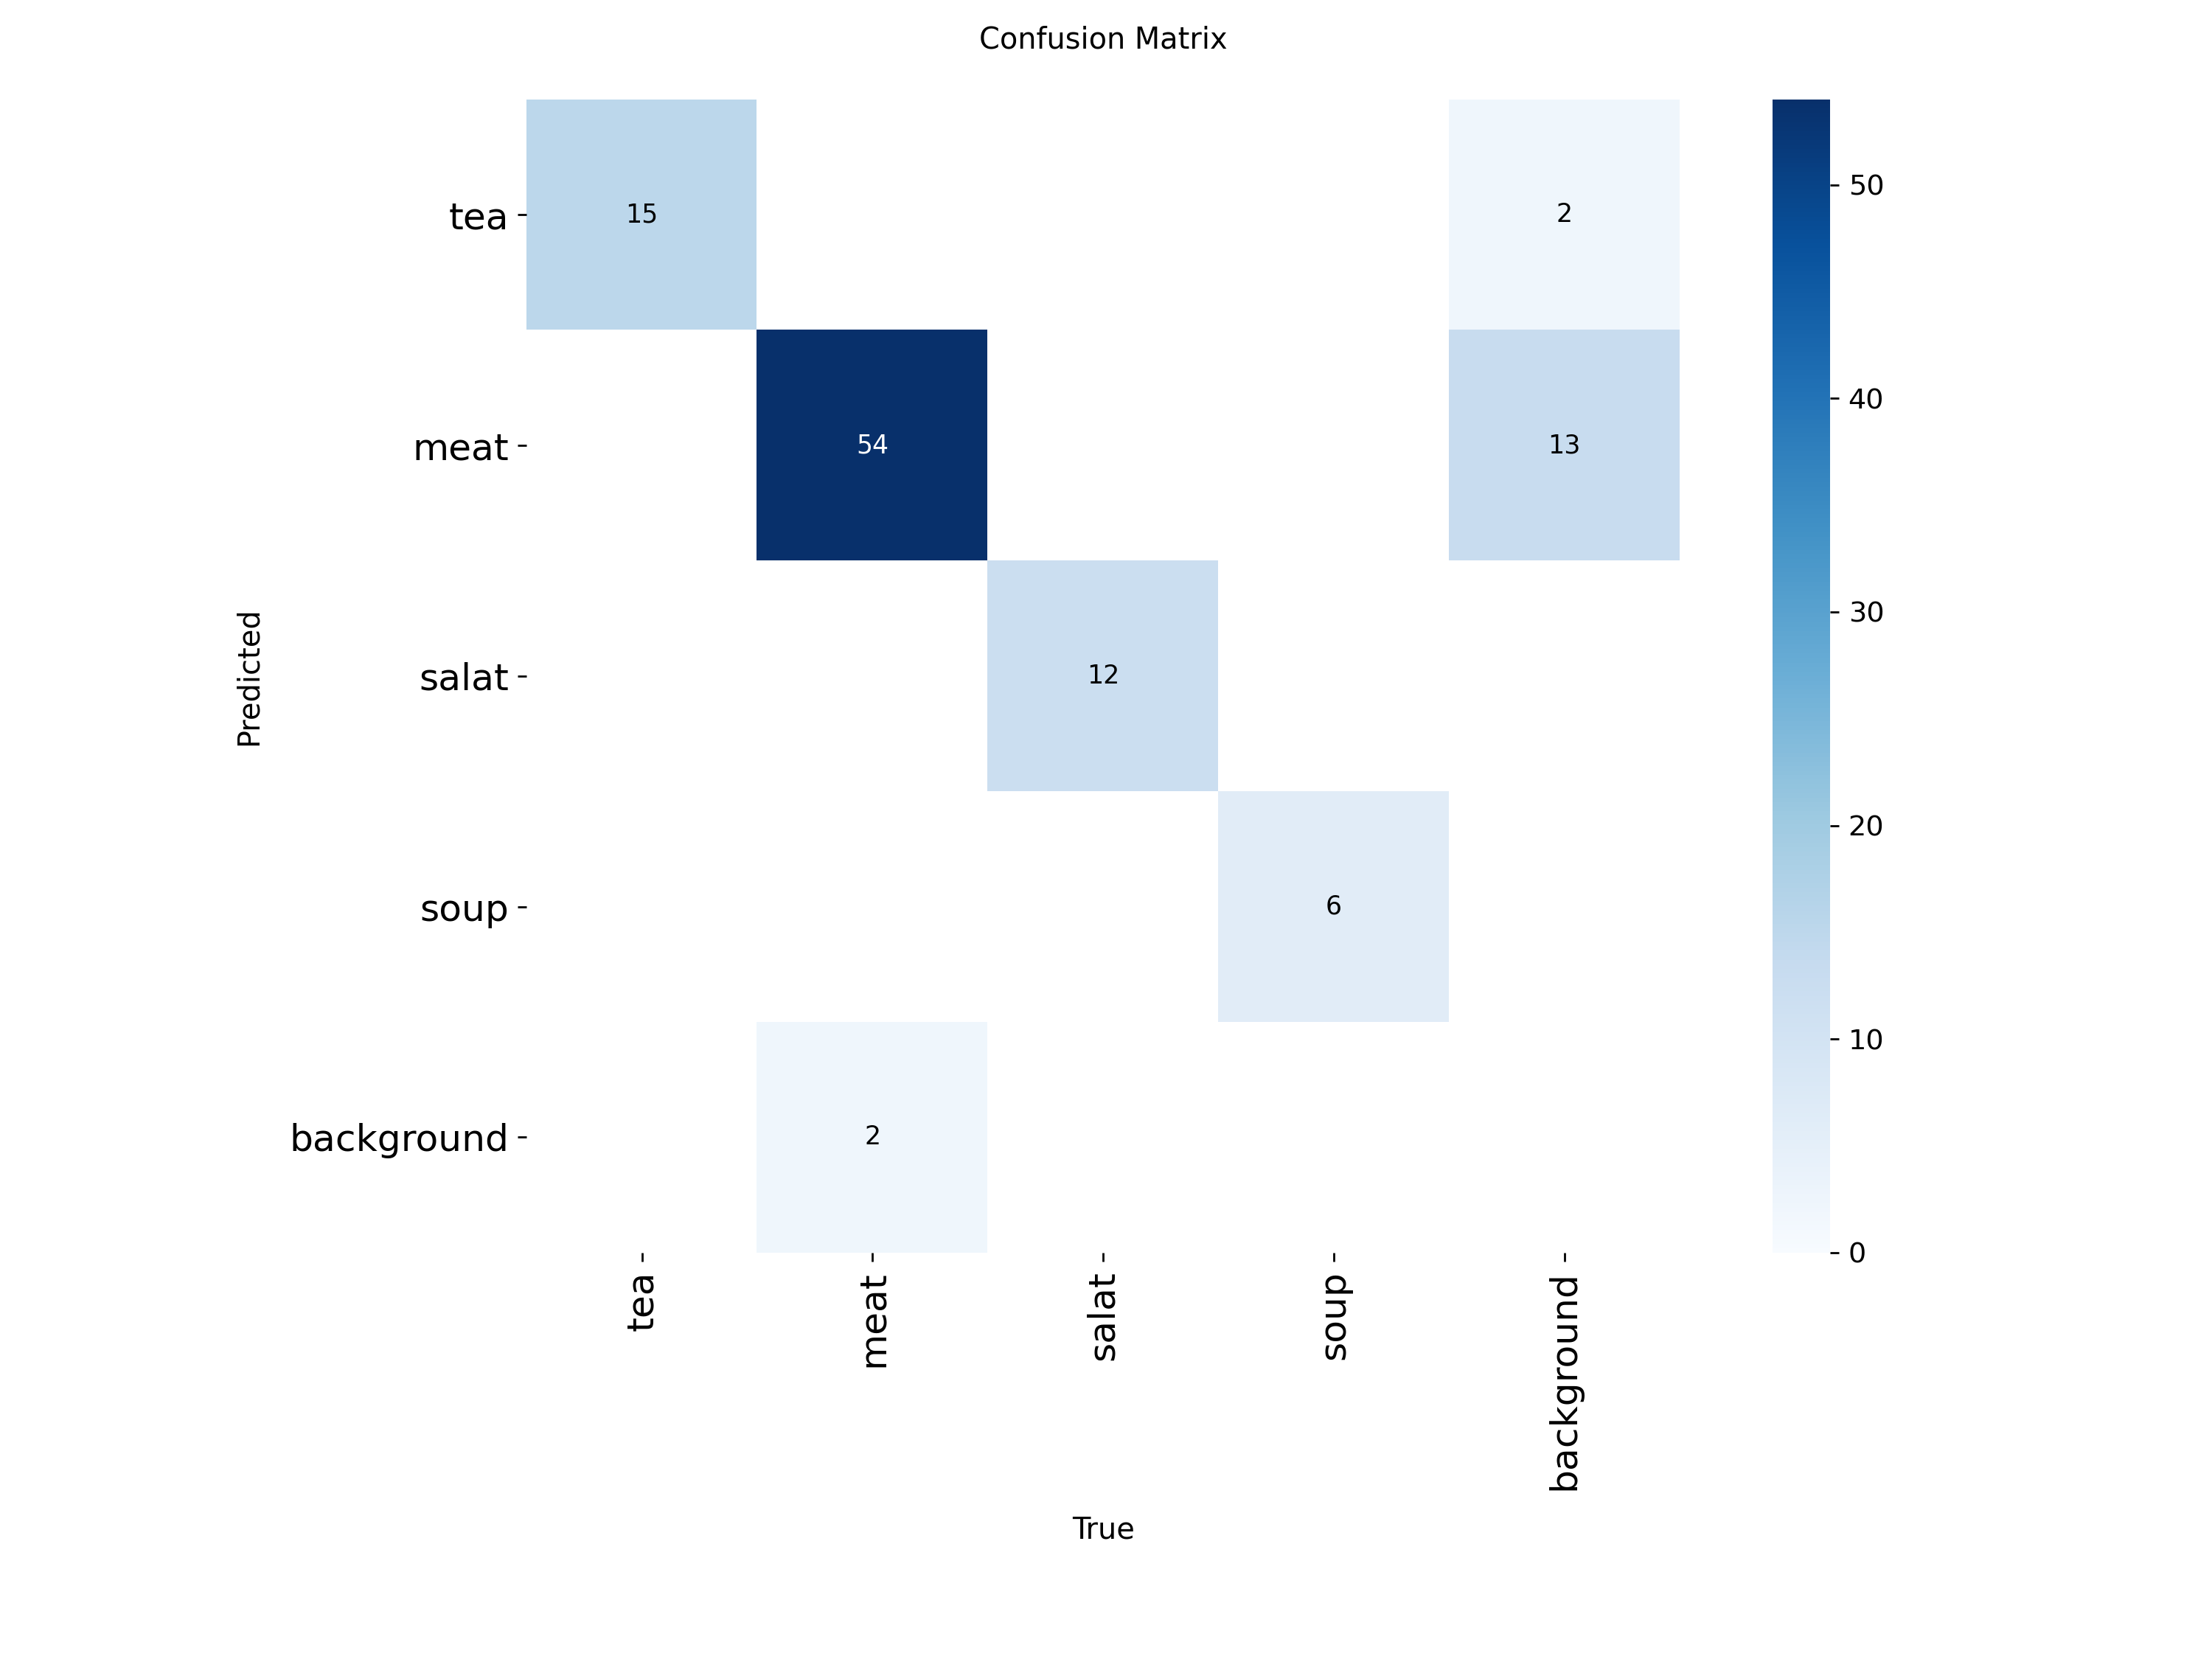 Confusion Matrix
tea
15
2
50
meat
54
13
40
Predicted
salat
12
30
soup
6
20
background
2
10
0
tea
meat
salat
soup
background
True